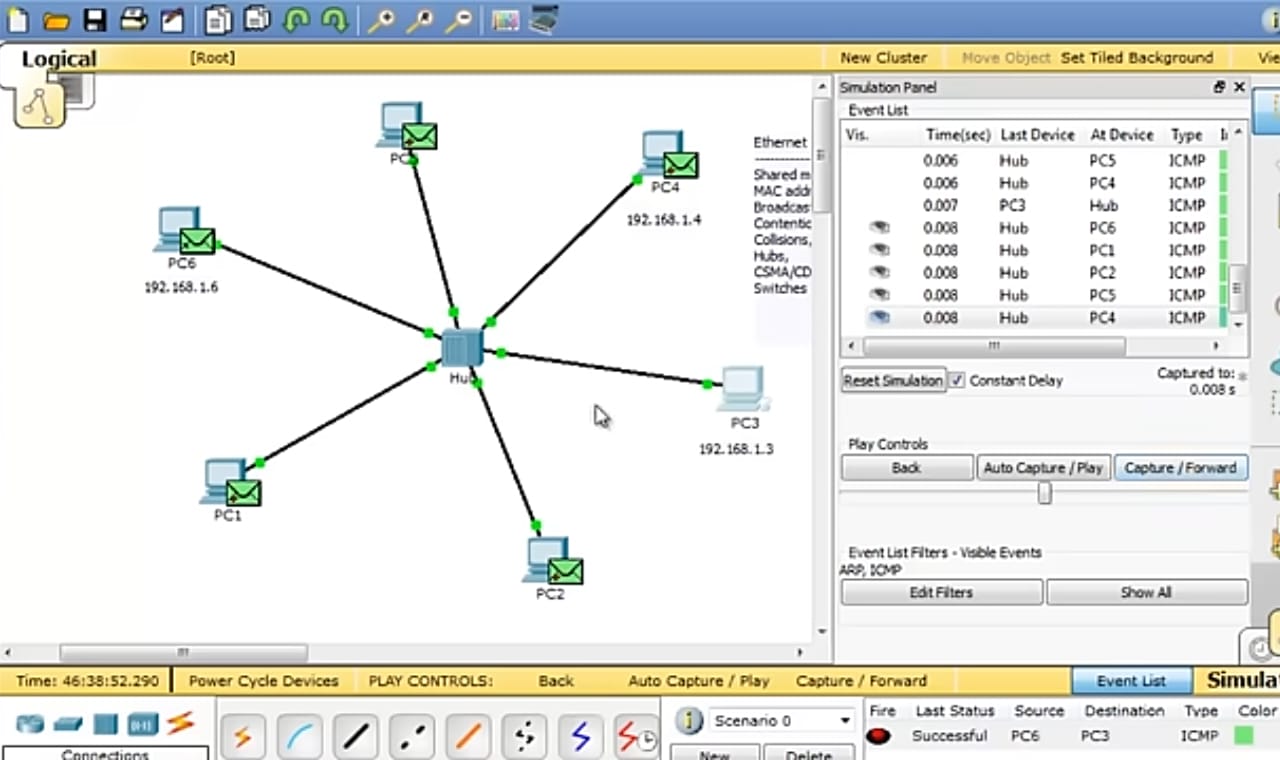 Logical
[Root]
New Cluster
Move Object
Set Tiled Background
PC4
192.168.1.4
PC6
192.168.1.6
Hub
PC3
192.168.1.3
PC1
PC2
Ethernet
Shared m
MAC addr
Broadcas
Contentic
Collisions,
Hubs,
CSMA/CD
Switches
Simulation Panel
Event List
Vis. Time(sec) Last Device At Device Type
0.006 Hub PC5 ICMP
0.006 Hub PC4 ICMP
0.007 PC3 Hub ICMP
0.008 Hub PC6 ICMP
0.008 Hub PC1 ICMP
0.008 Hub PC2 ICMP
0.008 Hub PC5 ICMP
0.008 Hub PC4 ICMP
Reset Simulation
Constant Delay
Captured to:
0.008 s
Play Controls
Back
Auto Capture / Play
Capture / Forward
Event List Filters - Visible Events
ARP, ICMP
Edit Filters
Show All
Time: 46:38:52.290
Power Cycle Devices
PLAY CONTROLS:
Back
Auto Capture / Play
Capture / Forward
Event List
Simula
Connections
Scenario 0
New
Delete
Fire Last Status Source Destination Type Color
Successful PC6 PC3 ICMP